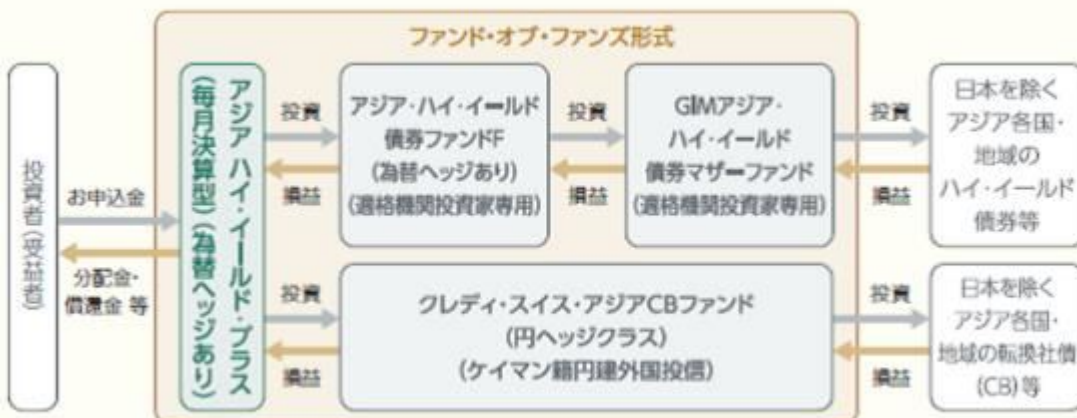 ファンド・オブ・ファンズ形式
投資者(受益者)
お申込金
分配金・
償還金 等
アジア ハイ・イールド・プラス
(毎月決算型)(為替ヘッジあり)
投資
損益
アジア・ハイ・イールド
債券ファンドF
(為替ヘッジあり)
(適格機関投資家専用)
投資
損益
GIMアジア・
ハイ・イールド
債券マザーファンド
(適格機関投資家専用)
投資
損益
日本を除く
アジア各国・
地域の
ハイ・イールド
債券等
投資
損益
クレディ・スイス・アジアCBファンド
(円ヘッジクラス)
(ケイマン籍円建外国投信)
投資
損益
日本を除く
アジア各国・
地域の転換社債
(CB)等